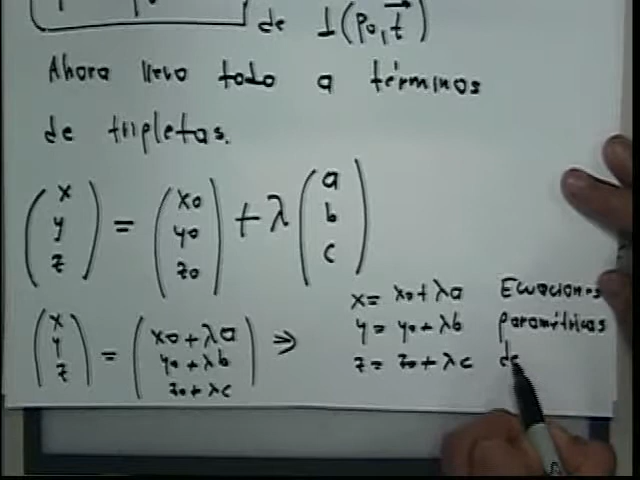 de L(p0, t)
Ahora llevo todo a términos
de tripletas.
(x y z) = (x0 y0 z0) + λ (a b c)
(x y z) = (x0+λa y0+λb z0+λc) ⇒
x = x0+λa Ecuaciones
y = y0+λb paramétricas
z = z0+λc de